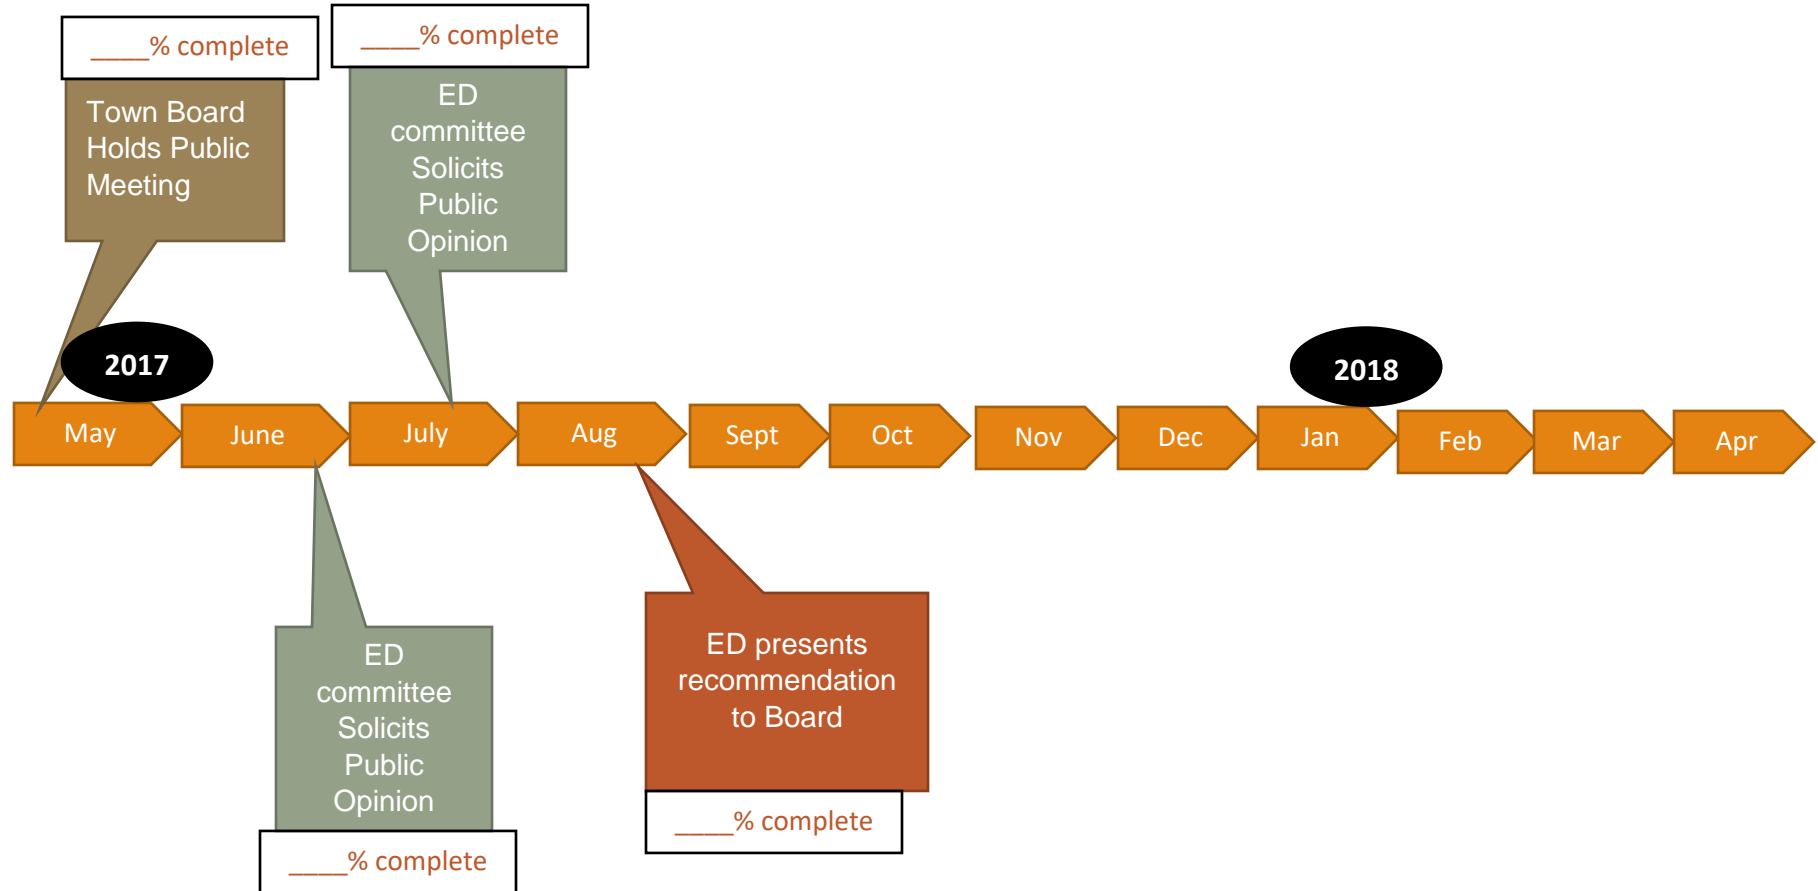 ____% complete
____% complete
Town Board
Holds Public
Meeting
ED
committee
Solicits
Public
Opinion
2017
2018
May
June
July
Aug
Sept
Oct
Nov
Dec
Jan
Feb
Mar
Apr
ED
committee
Solicits
Public
Opinion
____% complete
ED presents
recommendation
to Board
____% complete